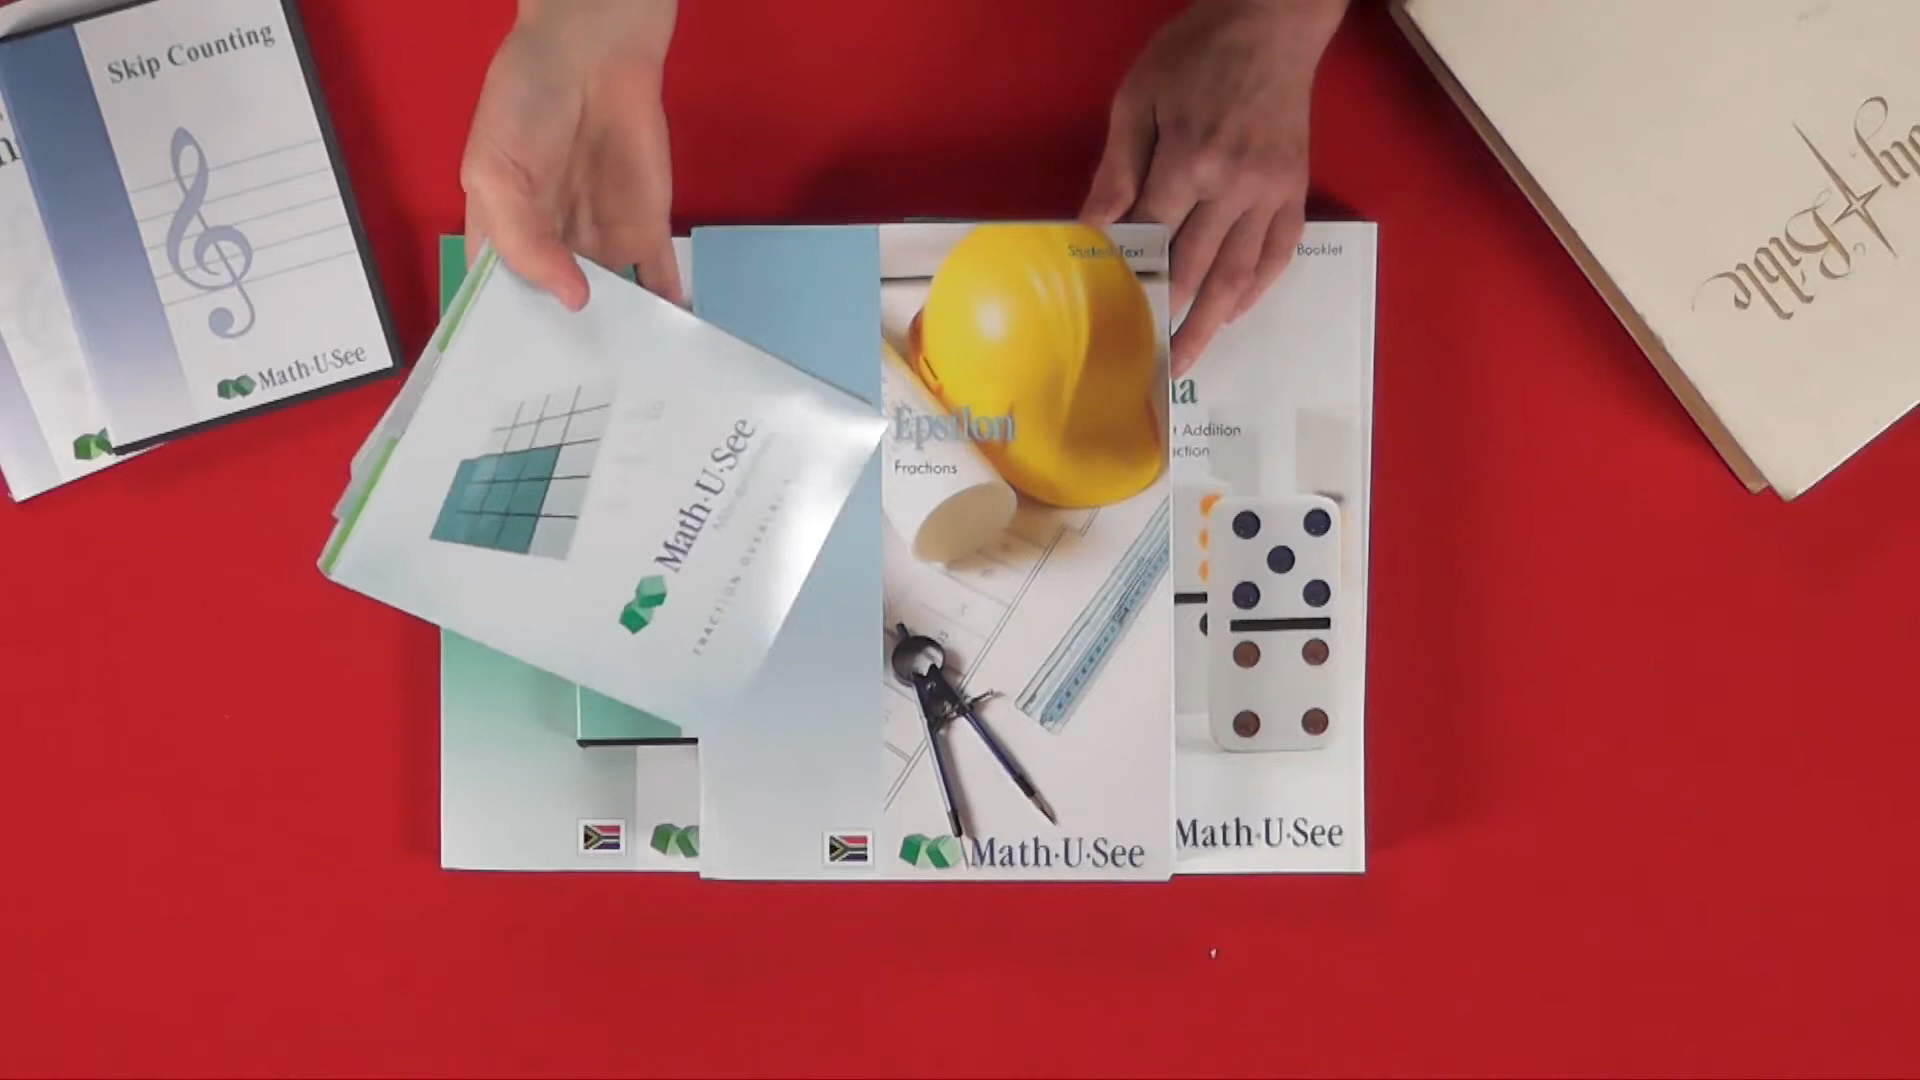 Skip Counting
Math·U·See
Math·U·See
FRACTION OVERLAYS
Student Text
Epsilon
Fractions
Math·U·See
Booklet
Addition
Math·U·See
Holy Bible